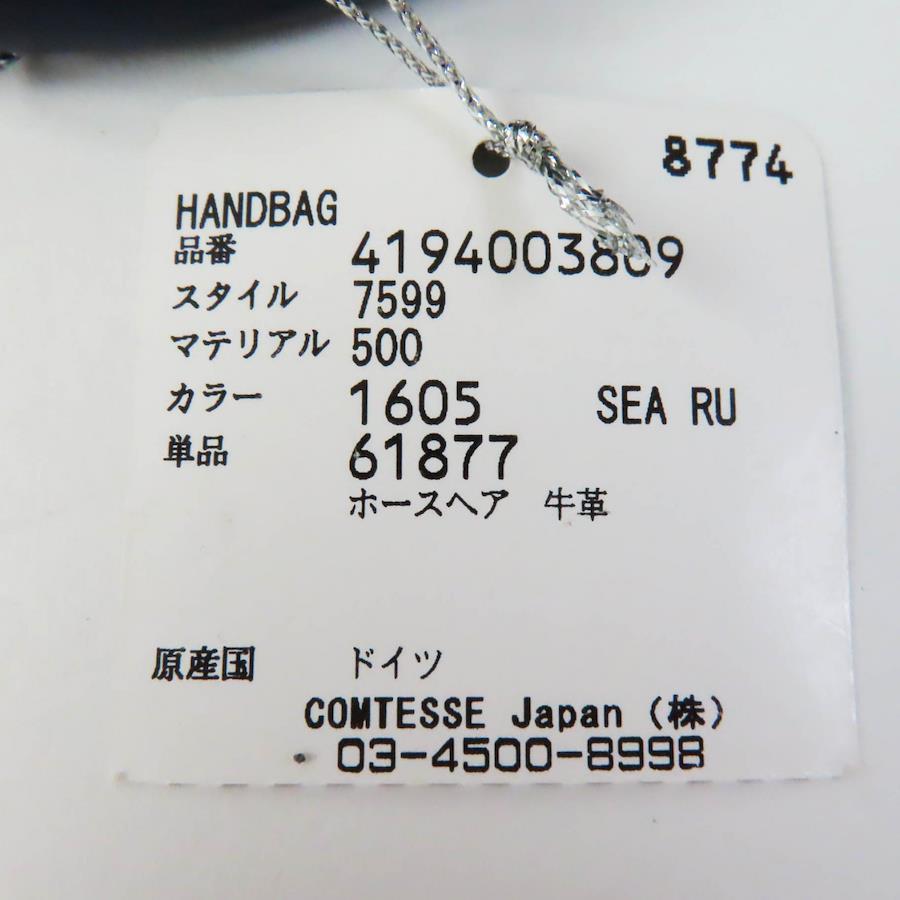 8774
HANDBAG
品番 4194003809
スタイル 7599
マテリアル 500
カラー 1605 SEA RU
単品 61877
ホースヘア 牛革
原産国 ドイツ
COMTESSE Japan (株)
03-4500-8998